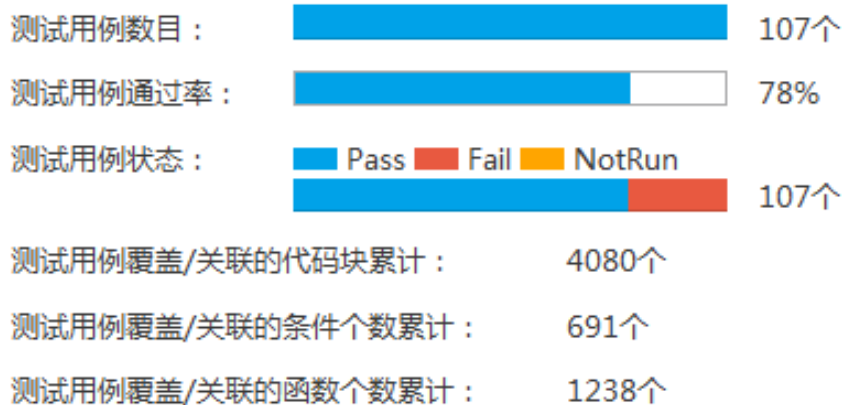 测试用例数目： 107个
测试用例通过率： 78%
测试用例状态： Pass Fail NotRun
107个
测试用例覆盖/关联的代码块累计： 4080个
测试用例覆盖/关联的条件个数累计： 691个
测试用例覆盖/关联的函数个数累计： 1238个